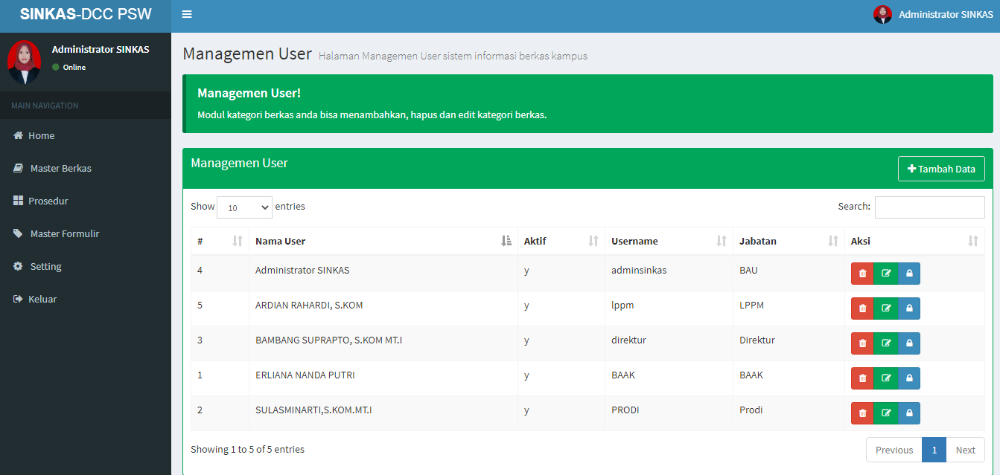 SINKAS-DCC PSW
Administrator SINKAS
Administrator SINKAS
Online
MAIN NAVIGATION
Home
Master Berkas
Prosedur
Master Formulir
Setting
Keluar
Managemen User Halaman Managemen User sistem informasi berkas kampus
Managemen User!
Modul kategori berkas anda bisa menambahkan, hapus dan edit kategori berkas.
Managemen User
Tambah Data
Show 10 entries
Search:
# Nama User Aktif Username Jabatan Aksi
4 Administrator SINKAS y adminsinkas BAU
5 ARDIAN RAHARDI, S.KOM y lppm LPPM
3 BAMBANG SUPRAPTO, S.KOM MT.I y direktur Direktur
1 ERLIANA NANDA PUTRI y BAAK BAAK
2 SULASMINARTI,S.KOM.MT.I y PRODI Prodi
Showing 1 to 5 of 5 entries
Previous 1 Next